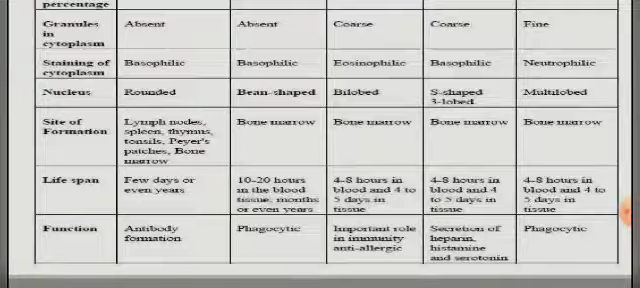 percentage
Granules in cytoplasm Absent Absent Coarse Coarse Fine
Staining of cytoplasm Basophilic Basophilic Eosinophilic Basophilic Neutrophilic
Nucleus Rounded Bean-shaped Bilobed S-shaped 3-lobed Multilobed
Site of Formation Lymph nodes, spleen, thymus, tonsils, Peyer's patches, Bone marrow Bone marrow Bone marrow Bone marrow Bone marrow
Life span Few days or even years 10-20 hours in the blood tissue, months or even years 4-8 hours in blood and 4 to 5 days in tissue 4-8 hours in blood and 4 to 5 days in tissue 4-8 hours in blood and 4 to 5 days in tissue
Function Antibody formation Phagocytic Important role in immunity anti-allergic Secretion of heparin, histamine and serotonin Phagocytic